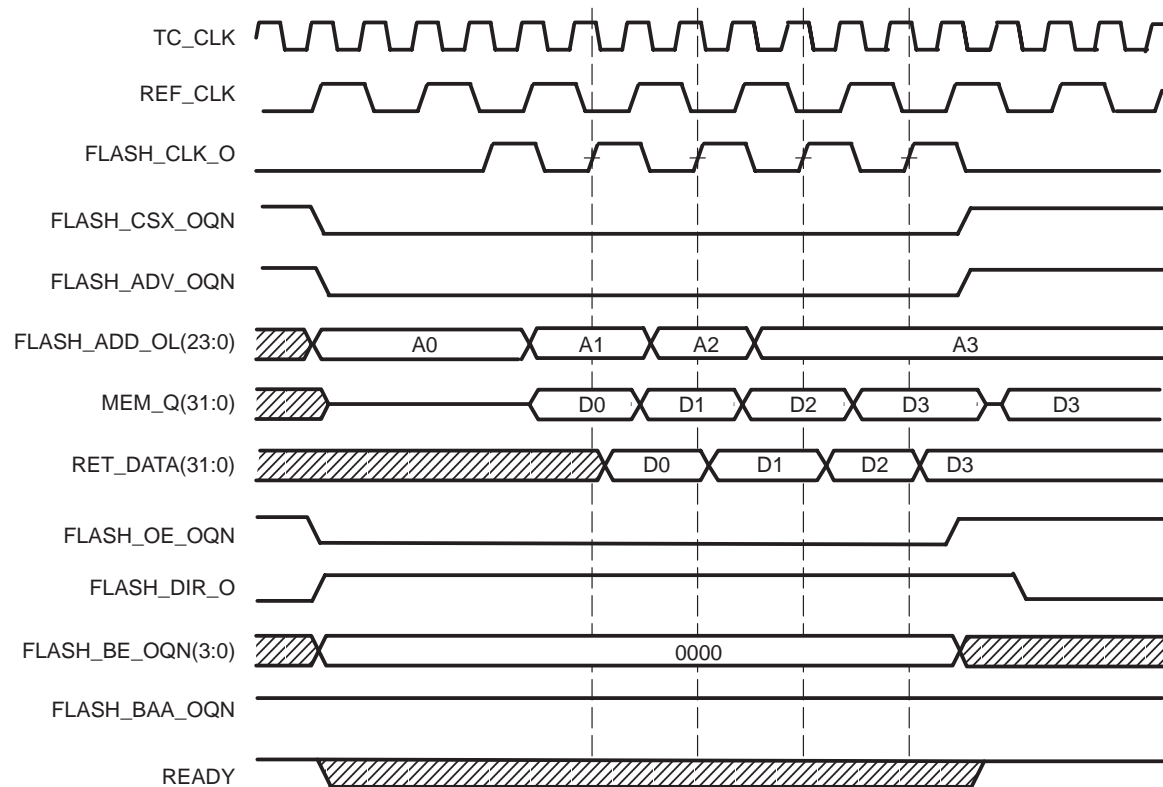 TC_CLK
REF_CLK
FLASH_CLK_O
FLASH_CSX_OQN
FLASH_ADV_OQN
FLASH_ADD_OL(23:0) A0 A1 A2 A3
MEM_Q(31:0) D0 D1 D2 D3 D3
RET_DATA(31:0) D0 D1 D2 D3
FLASH_OE_OQN
FLASH_DIR_O
FLASH_BE_OQN(3:0) 0000
FLASH_BAA_OQN
READY